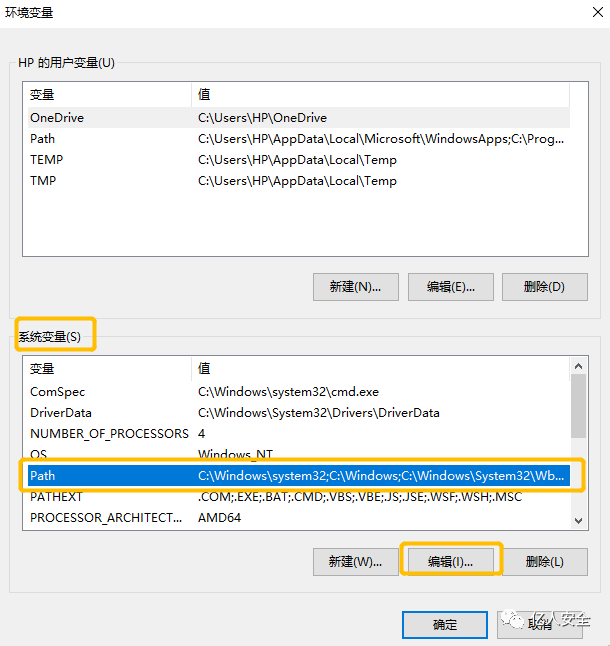 环境变量
HP 的用户变量(U)
变量 值
OneDrive C:\Users\HP\OneDrive
Path C:\Users\HP\AppData\Local\Microsoft\WindowsApps;C:\Prog...
TEMP C:\Users\HP\AppData\Local\Temp
TMP C:\Users\HP\AppData\Local\Temp
新建(N)... 编辑(E)... 删除(D)
系统变量(S)
变量 值
ComSpec C:\Windows\system32\cmd.exe
DriverData C:\Windows\System32\Drivers\DriverData
NUMBER_OF_PROCESSORS 4
OS Windows_NT
Path C:\Windows\system32;C:\Windows;C:\Windows\System32\Wb...
PATHEXT .COM;.EXE;.BAT;.CMD;.VBS;.VBE;.JS;.JSE;.WSF;.WSH;.MSC
PROCESSOR_ARCHITECT... AMD64
新建(W)... 编辑(I)... 删除(L)
确定 取消
亿人安全